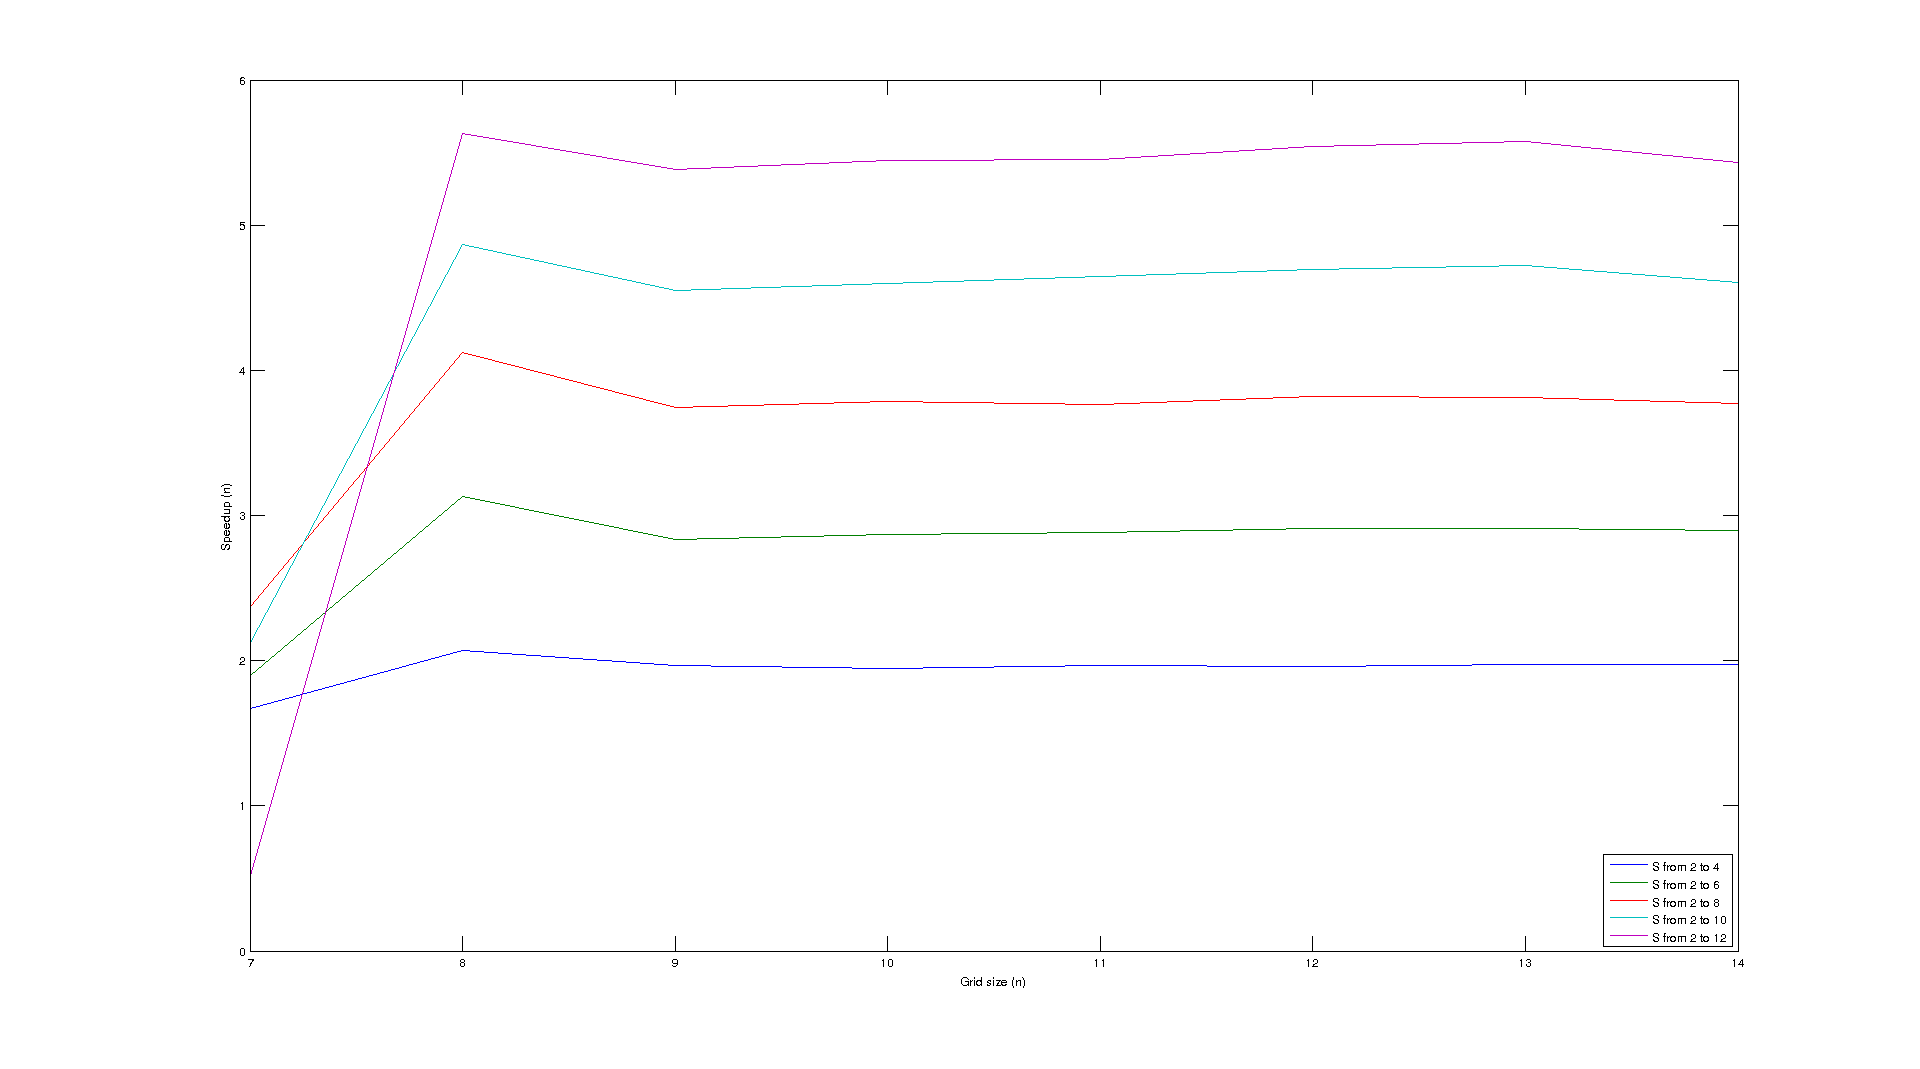 6
5
4
3
2
1
0
Speedup (n)
7 8 9 10 11 12 13 14
Grid size (n)
S from 2 to 4
S from 2 to 6
S from 2 to 8
S from 2 to 10
S from 2 to 12